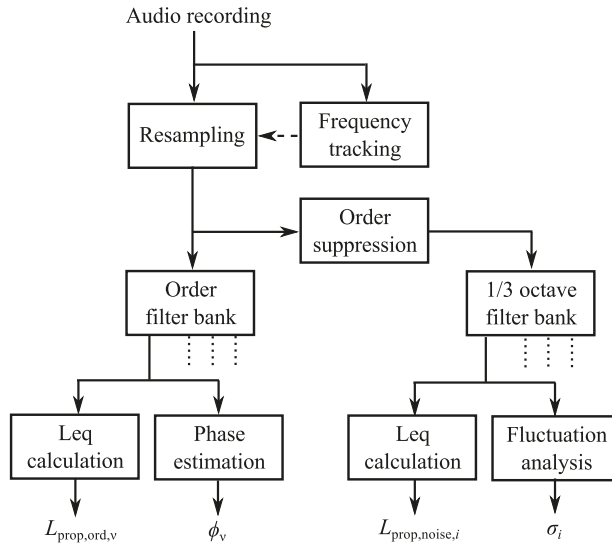 Audio recording
Resampling
Frequency
tracking
Order
suppression
Order
filter bank
1/3 octave
filter bank
Leq
calculation
Phase
estimation
Leq
calculation
Fluctuation
analysis
L_prop,ord,ν
ϕ_ν
L_prop,noise,i
σ_i